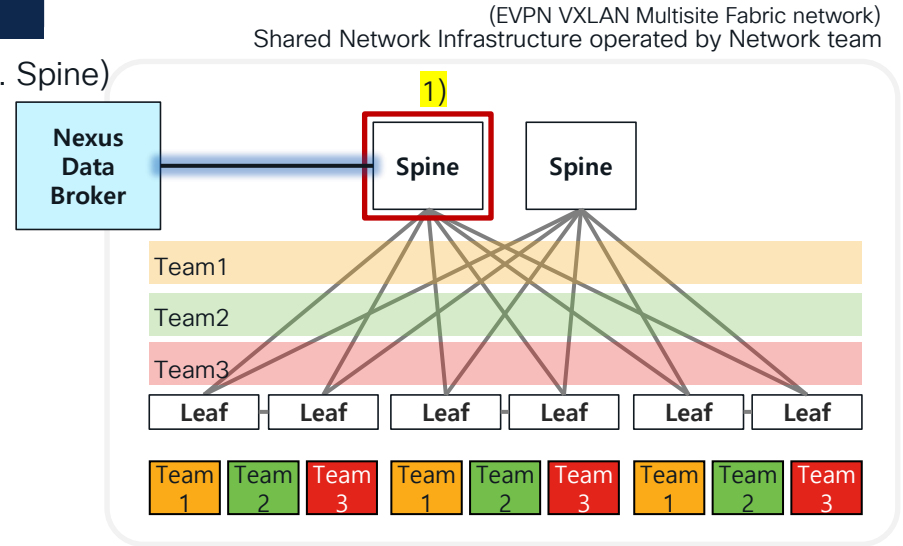 (EVPN VXLAN Multisite Fabric network)
Shared Network Infrastructure operated by Network team
. Spine)
1)
Nexus
Data
Broker
Spine
Spine
Team1
Team2
Team3
Leaf
Leaf
Leaf
Leaf
Leaf
Leaf
Team
1
Team
2
Team
3
Team
1
Team
2
Team
3
Team
1
Team
2
Team
3